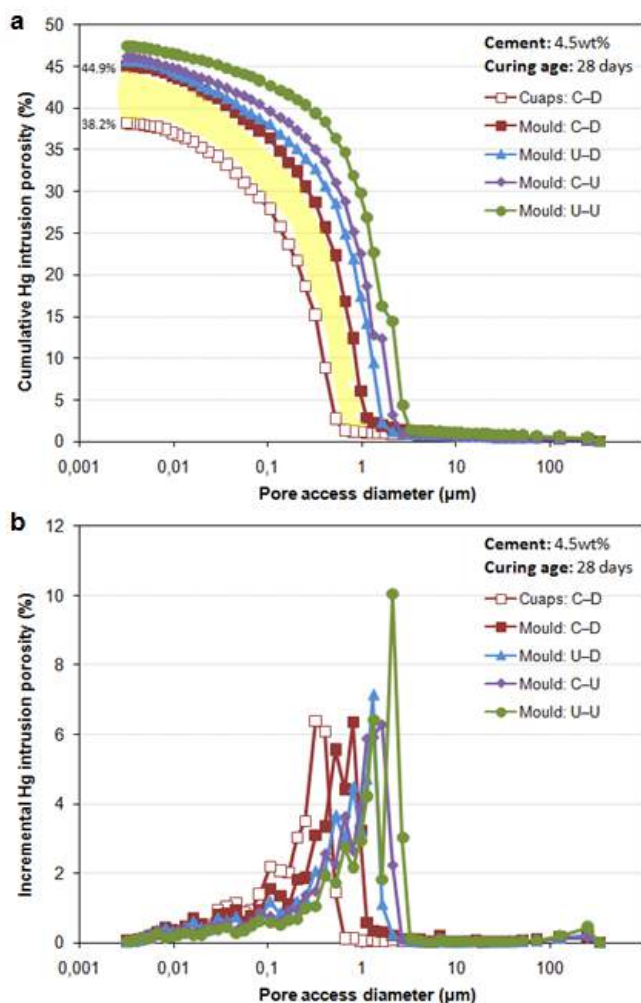 a
50
45
44.9%
40
38.2%
35
30
25
20
15
10
5
0
Cumulative Hg intrusion porosity (%)
Cement: 4.5wt%
Curing age: 28 days
Cuaps: C–D
Mould: C–D
Mould: U–D
Mould: C–U
Mould: U–U
0,001 0,01 0,1 1 10 100
Pore access diameter (µm)
b
12
10
8
6
4
2
0
Incremental Hg intrusion porosity (%)
Cement: 4.5wt%
Curing age: 28 days
Cuaps: C–D
Mould: C–D
Mould: U–D
Mould: C–U
Mould: U–U
0,001 0,01 0,1 1 10 100
Pore access diameter (µm)